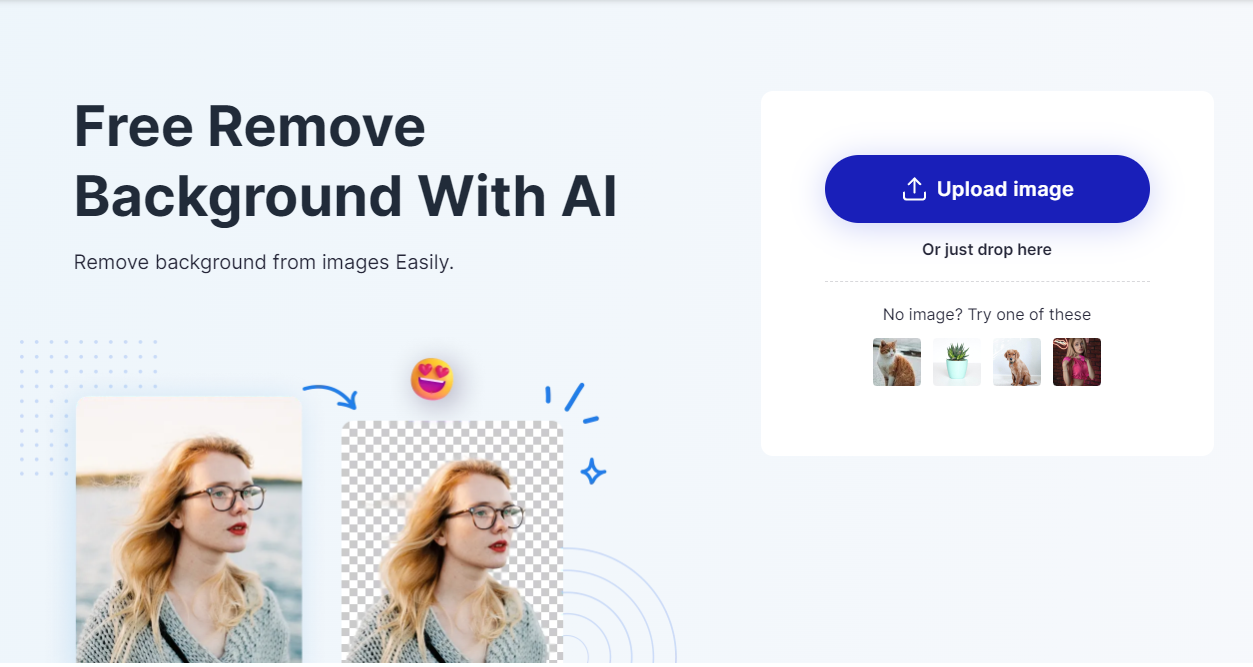 Free Remove
Background With AI
Remove background from images Easily.
Upload image
Or just drop here
No image? Try one of these